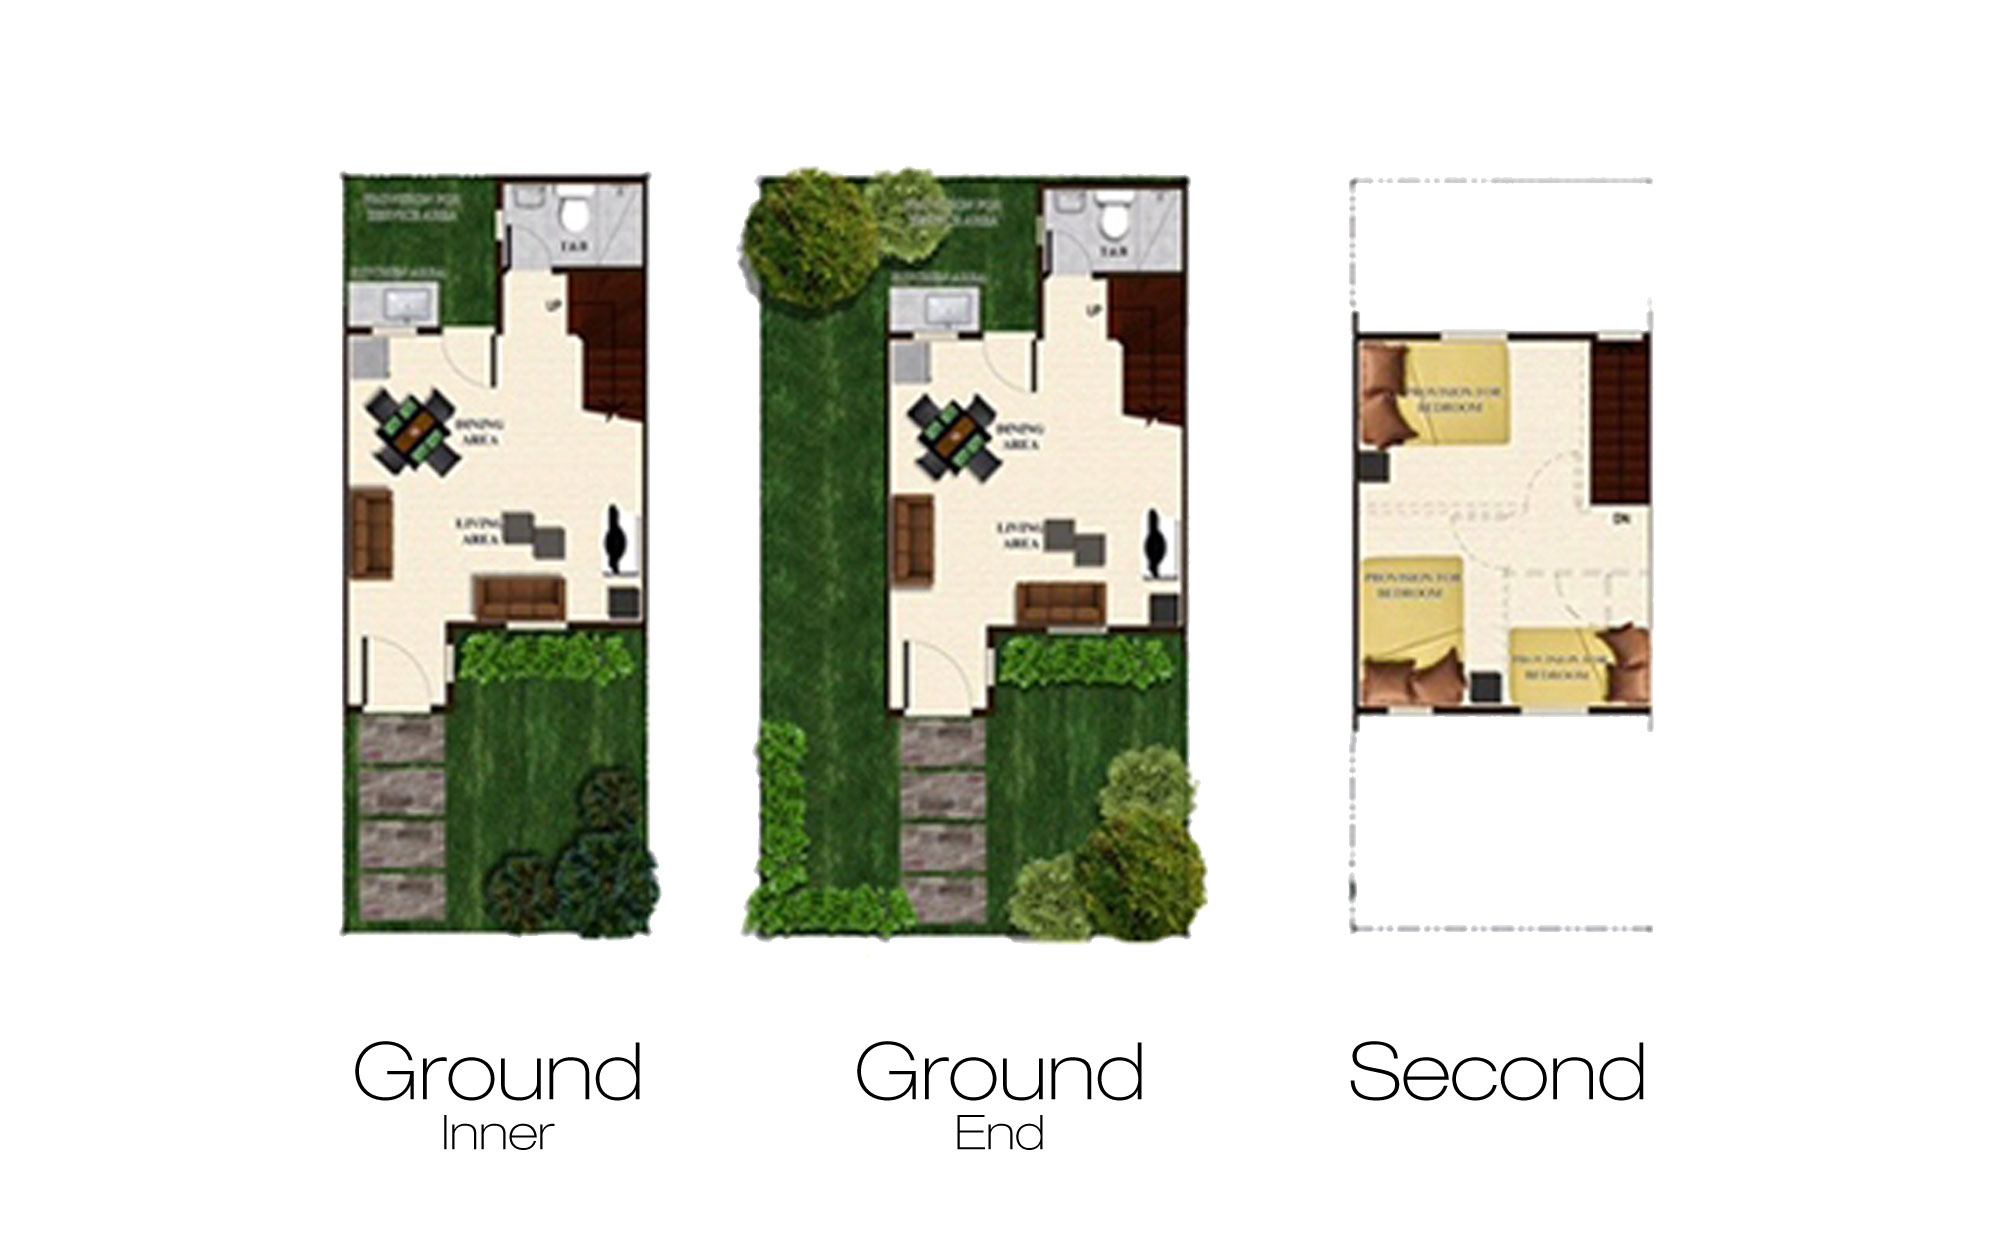 PROVISION FOR
SERVICE AREA
T&B
KITCHEN AREA
UP
DINING
AREA
LIVING
AREA
PROVISION FOR
SERVICE AREA
T&B
KITCHEN AREA
UP
DINING
AREA
LIVING
AREA
PROVISION FOR
BEDROOM
DN
PROVISION FOR
BEDROOM
PROVISION FOR
BEDROOM
Ground
Inner
Ground
End
Second